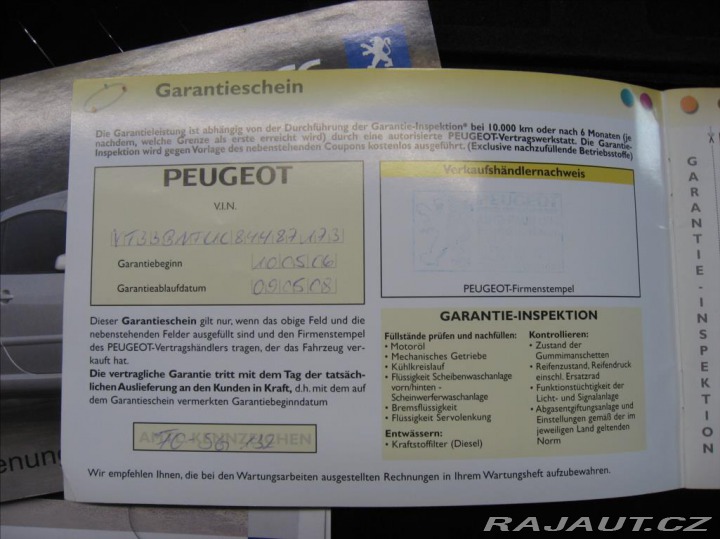 Garantieschein
Die Garantieleistung ist abhängig von der Durchführung der Garantie-Inspektion* bei 10.000 km oder nach 6 Monaten (je
nachdem, welche Grenze als erste erreicht wird) durch eine autorisierte PEUGEOT-Vertragswerkstatt. Die Garantie-
Inspektion wird gegen Vorlage des nebenstehenden Coupons kostenlos ausgeführt. (Exclusive nachzufüllende Betriebsstoffe)
PEUGEOT
V.I.N.
Garantiebeginn 10 05 06
Garantieablaufdatum 09 05 08
Verkaufshändlernachweis
PEUGEOT-Firmenstempel
Dieser Garantieschein gilt nur, wenn das obige Feld und die
nebenstehenden Felder ausgefüllt sind und den Firmenstempel
des PEUGEOT-Vertragshändlers tragen, der das Fahrzeug ver-
kauft hat.
Die vertragliche Garantie tritt mit dem Tag der tatsäch-
lichen Auslieferung an den Kunden in Kraft, d.h. mit dem auf
dem Garantieschein vermerkten Garantiebeginndatum
AMTL. KENNZEICHEN
GARANTIE-INSPEKTION
Füllstände prüfen und nachfüllen:
• Motoröl
• Mechanisches Getriebe
• Kühlkreislauf
• Flüssigkeit Scheibenwaschanlage
vorn/hinten -
Scheinwerferwaschanlage
• Bremsflüssigkeit
• Flüssigkeit Servolenkung
Entwässern:
• Kraftstoffilter (Diesel)
Kontrollieren:
• Zustand der
Gummimanschetten
• Reifenzustand, Reifendruck
einschl. Ersatzrad
• Funktionstüchtigkeit der
Licht- und Signalanlage
• Abgasentgiftungsanlage und
Einstellungen gemäß der im
jeweiligen Land geltenden
Norm
Wir empfehlen Ihnen, die bei den Wartungsarbeiten ausgestellten Rechnungen in Ihrem Wartungsheft aufzubewahren.
GARANTIE-INSPEKTION
RAJAUT.CZ